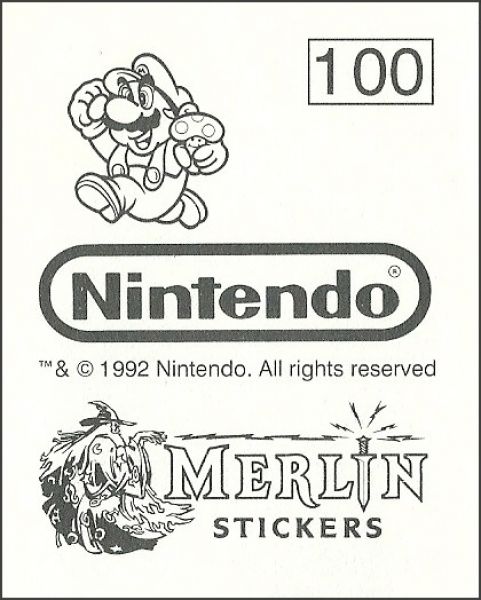 100
Nintendo®
™ & © 1992 Nintendo. All rights reserved
MERLIN
STICKERS